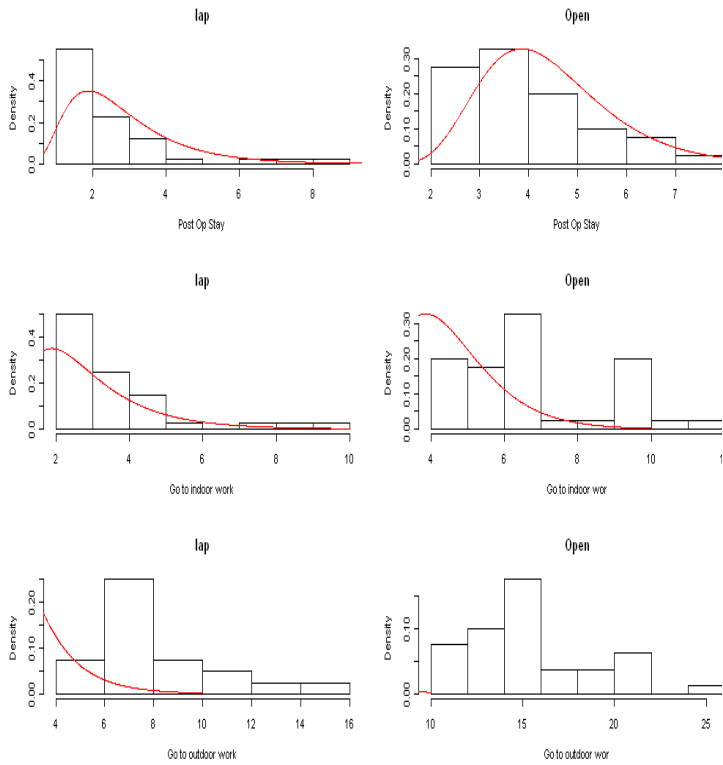 lap
Density
0.0 0.2 0.4
2 4 6 8
Post Op Stay
Open
Density
0.00 0.10 0.20 0.30
2 3 4 5 6 7
Post Op Stay
lap
Density
0.0 0.2 0.4
2 4 6 8 10
Go to indoor work
Open
Density
0.00 0.10 0.20 0.30
4 6 8 10 1
Go to indoor wor
lap
Density
0.00 0.10 0.20
4 6 8 10 12 14 16
Go to outdoor work
Open
Density
0.00 0.10
10 15 20 25
Go to outdoor wor